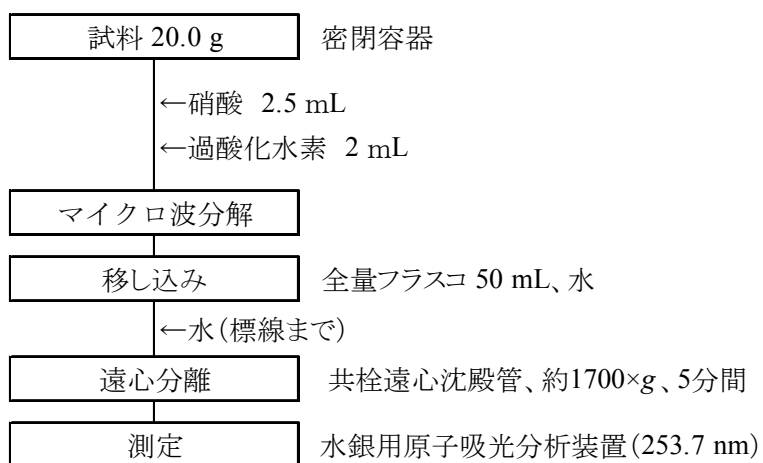 試料 20.0 g 密閉容器
←硝酸 2.5 mL
←過酸化水素 2 mL
マイクロ波分解
移し込み 全量フラスコ 50 mL、水
←水(標線まで)
遠心分離 共栓遠心沈殿管、約1700×g、5分間
測定 水銀用原子吸光分析装置(253.7 nm)